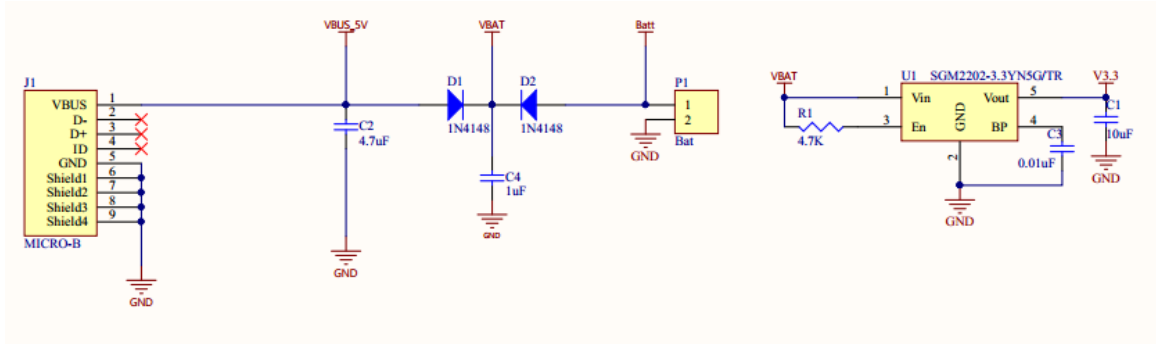 VBUS_5V
VBAT
Batt
J1
VBUS 1
D- 2
D+ 3
ID 4
GND 5
Shield1 6
Shield2 7
Shield3 8
Shield4 9
MICRO-B
GND
C2
4.7uF
GND
D1
1N4148
D2
1N4148
C4
1uF
GND
P1
1
2
Bat
GND
VBAT
R1
4.7K
U1 SGM2202-3.3YN5G/TR
1 Vin Vout 5
3 En BP 4
GND
2
GND
V3.3
C1
10uF
GND
C3
0.01uF